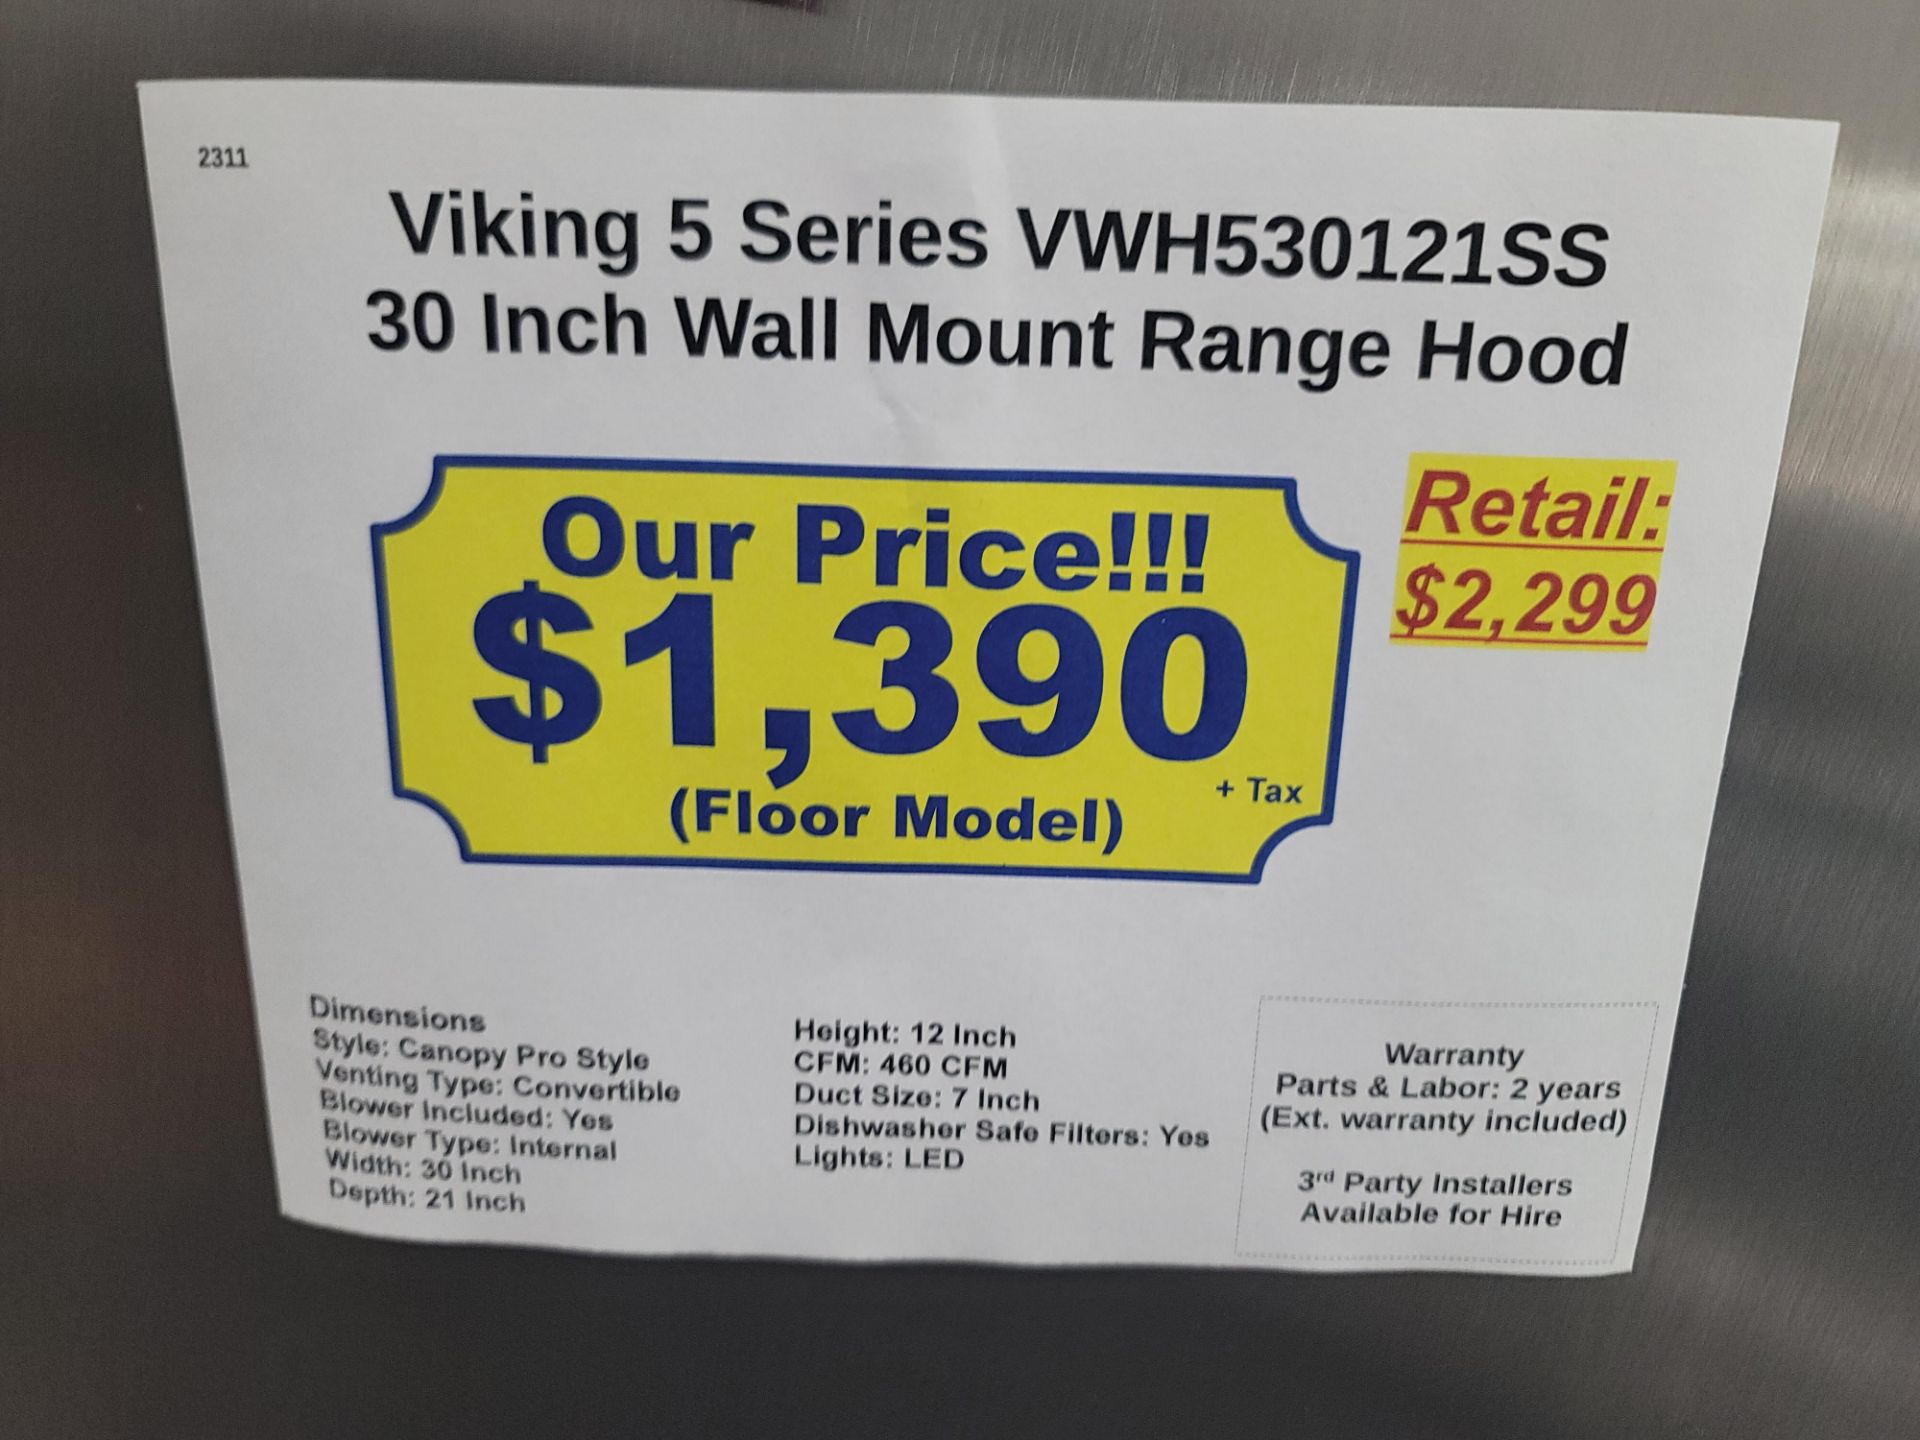 2311
Viking 5 Series VWH530121SS
30 Inch Wall Mount Range Hood
Our Price!!!
$1,390
+ Tax
(Floor Model)
Retail:
$2,299
Dimensions
Style: Canopy Pro Style
Venting Type: Convertible
Blower Included: Yes
Blower Type: Internal
Width: 30 Inch
Depth: 21 Inch
Height: 12 Inch
CFM: 460 CFM
Duct Size: 7 Inch
Dishwasher Safe Filters: Yes
Lights: LED
Warranty
Parts & Labor: 2 years
(Ext. warranty included)
3rd Party Installers
Available for Hire